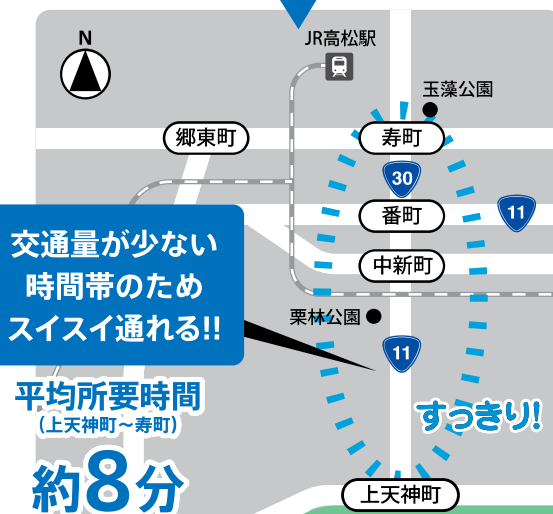 N
JR高松駅
玉藻公園
郷東町
寿町
30
番町
11
交通量が少ない
時間帯のため
スイスイ通れる!!
中新町
栗林公園
11
平均所要時間
(上天神町～寿町)
約8分
すっきり!
上天神町